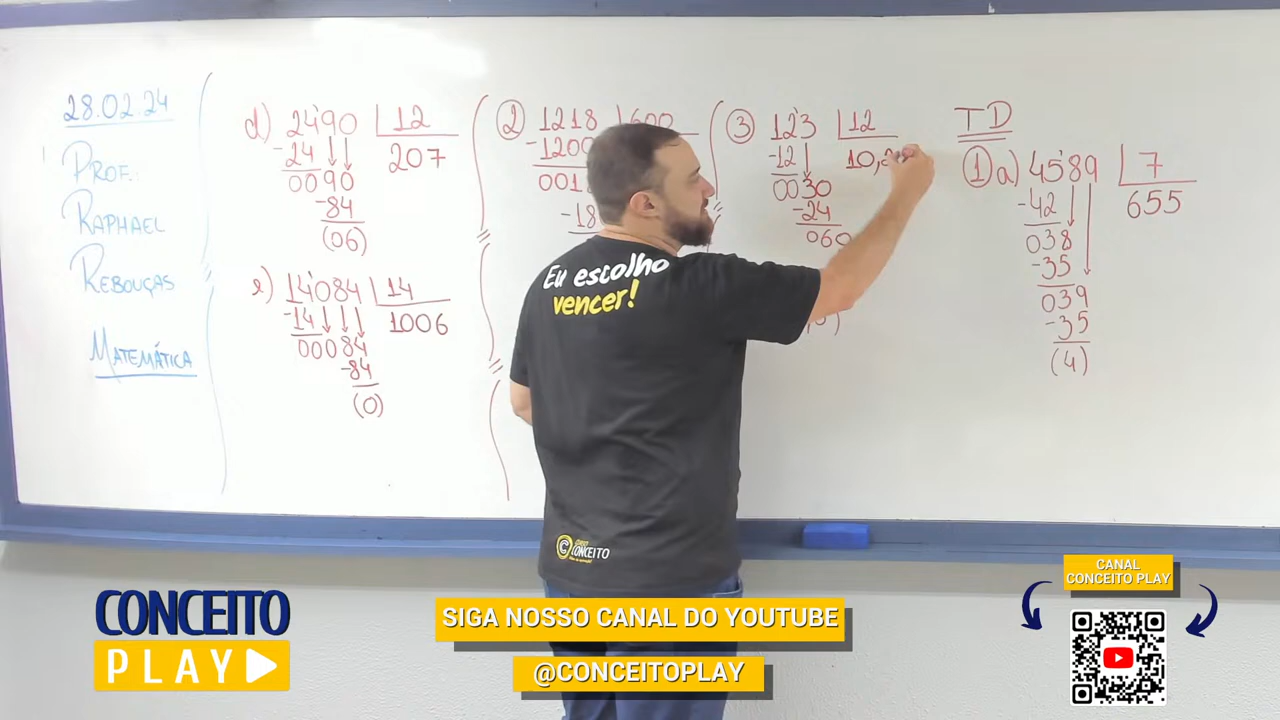 28.02.24
PROF.
RAPHAEL
REBOUÇAS
MATEMÁTICA
d) 2490 12
-24 207
0090
-84
(06)
e) 14084 14
-14 1006
00084
-84
(0)
② 1218 600
-1200
001
-18
③ 123 12
-12 10,
0030
-24
060
TD
① a) 4589 7
-42 655
038
-35
039
-35
(4)
Eu escolho
vencer!
CONCEITO
CONCEITO
PLAY
SIGA NOSSO CANAL DO YOUTUBE
@CONCEITOPLAY
CANAL
CONCEITO PLAY